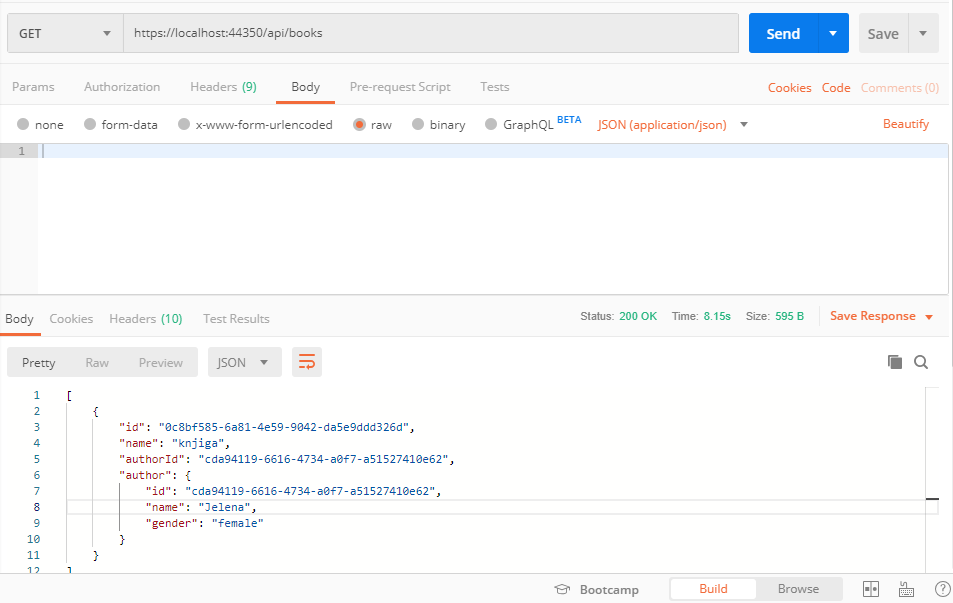 GET https://localhost:44350/api/books Send Save
Params Authorization Headers (9) Body Pre-request Script Tests Cookies Code Comments (0)
none form-data x-www-form-urlencoded raw binary GraphQL BETA JSON (application/json) Beautify
1
Body Cookies Headers (10) Test Results Status: 200 OK Time: 8.15s Size: 595 B Save Response
Pretty Raw Preview JSON
1 [
2 {
3 "id": "0c8bf585-6a81-4e59-9042-da5e9ddd326d",
4 "name": "knjiga",
5 "authorId": "cda94119-6616-4734-a0f7-a51527410e62",
6 "author": {
7 "id": "cda94119-6616-4734-a0f7-a51527410e62",
8 "name": "Jelena",
9 "gender": "female"
10 }
11 }
12 ]
Bootcamp Build Browse ?